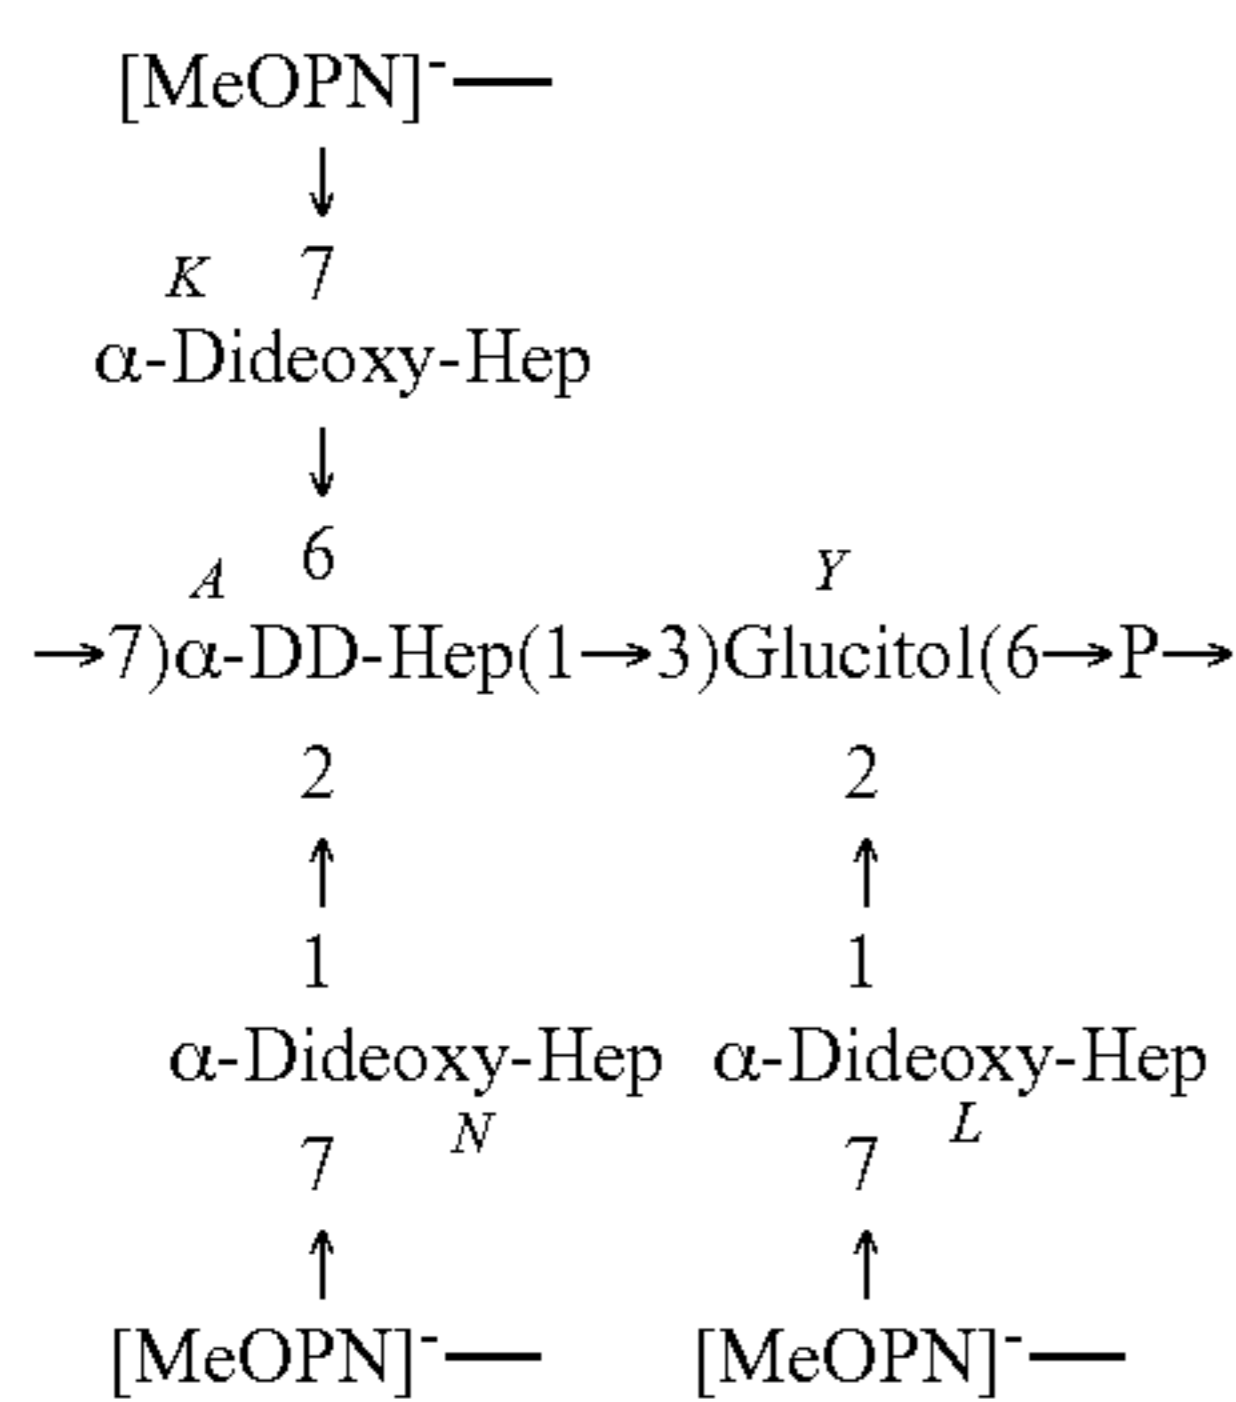 [MeOPN]-—
↓
K 7
α-Dideoxy-Hep
↓
A 6 Y
→7)α-DD-Hep(1→3)Glucitol(6→P→
2 2
↑ ↑
1 1
α-Dideoxy-Hep α-Dideoxy-Hep
N L
7 7
↑ ↑
[MeOPN]-— [MeOPN]-—